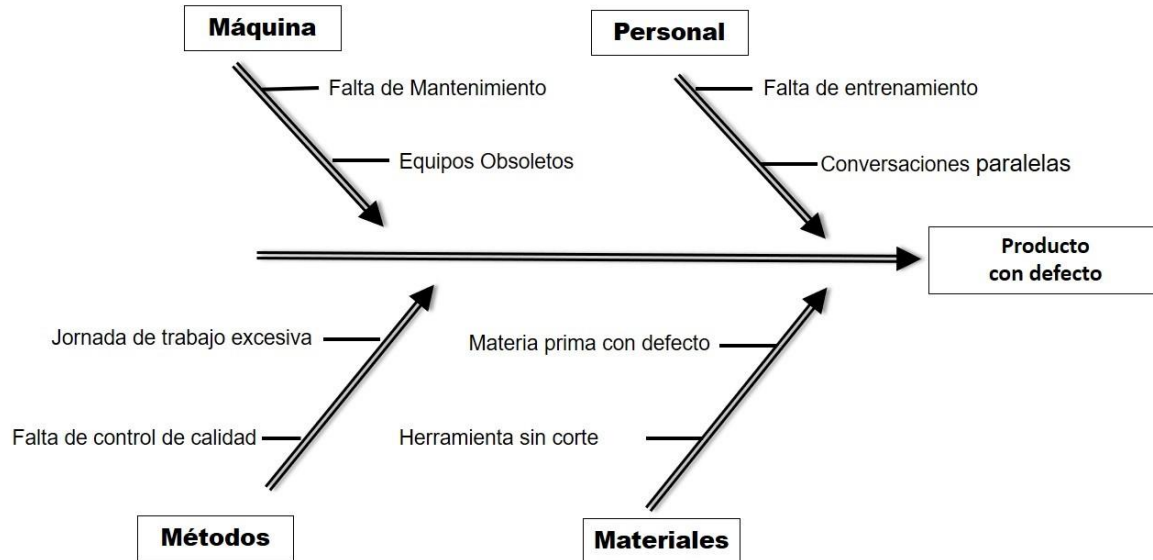 Máquina
Personal
Falta de Mantenimiento
Falta de entrenamiento
Equipos Obsoletos
Conversaciones paralelas
Producto
con defecto
Jornada de trabajo excesiva
Materia prima con defecto
Falta de control de calidad
Herramienta sin corte
Métodos
Materiales